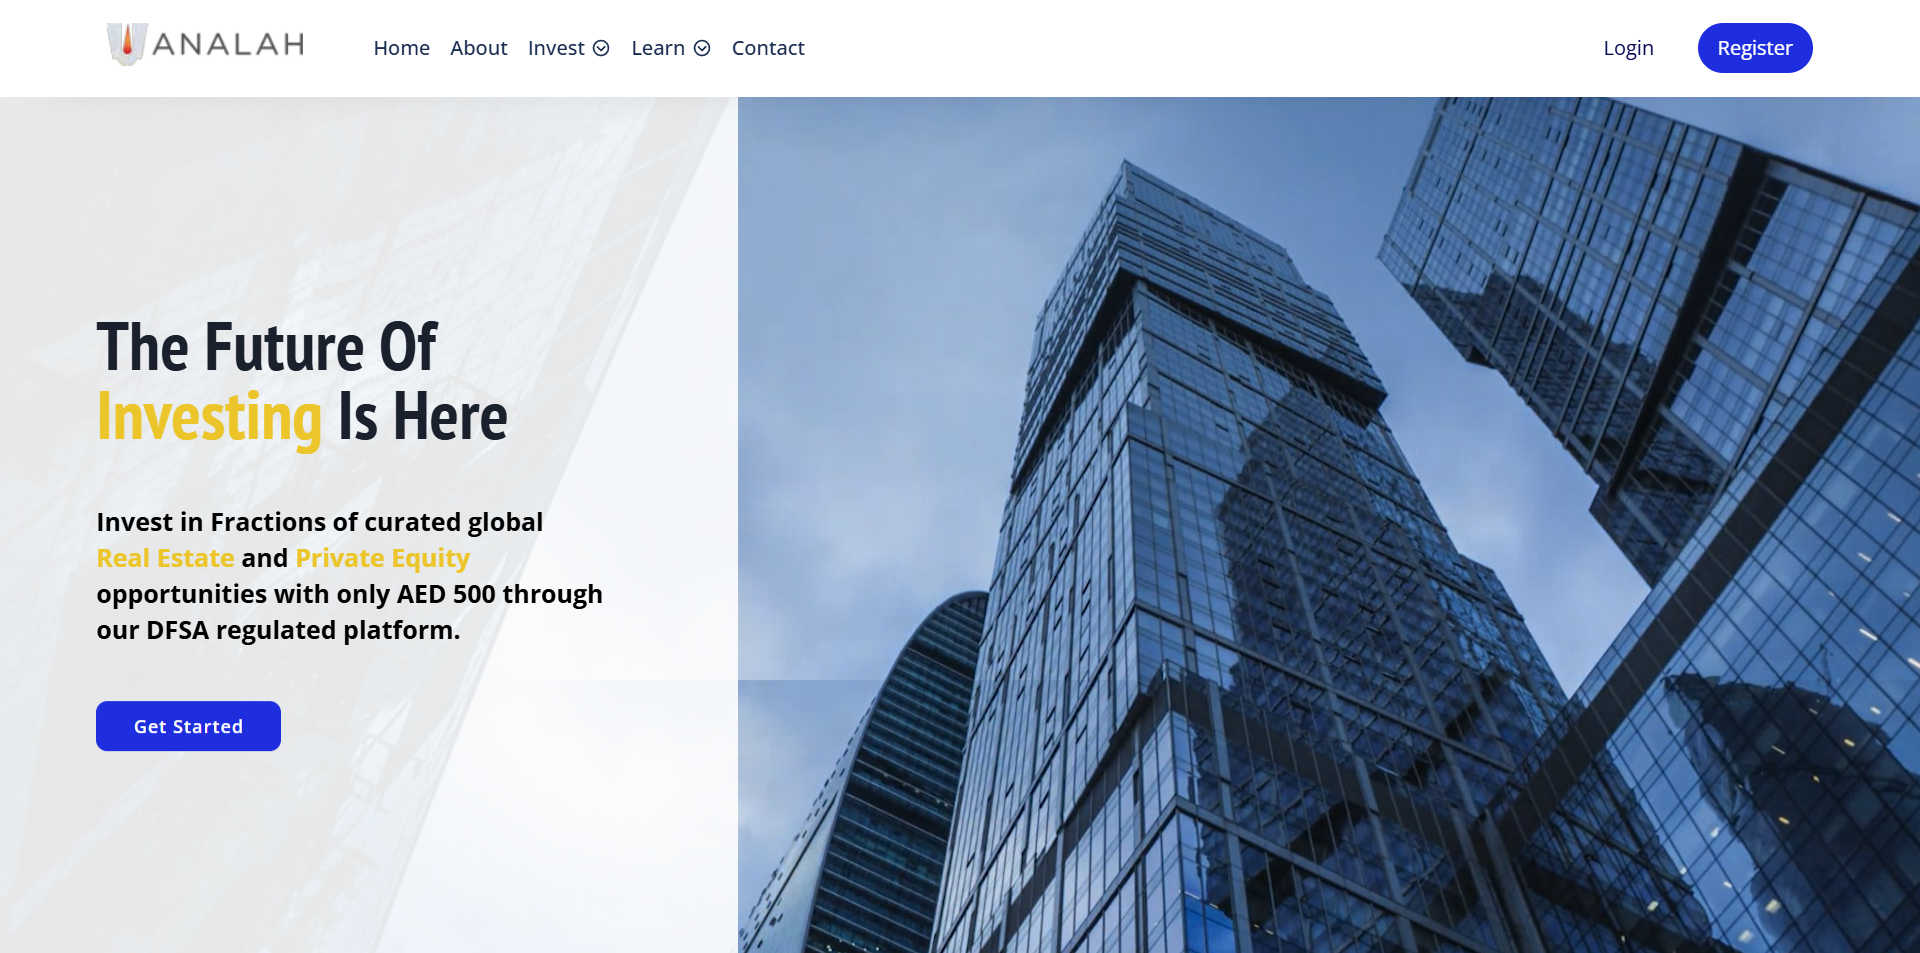 ANALAH
Home About Invest Learn Contact
Login
Register
The Future Of
Investing Is Here
Invest in Fractions of curated global
Real Estate and Private Equity
opportunities with only AED 500 through
our DFSA regulated platform.
Get Started